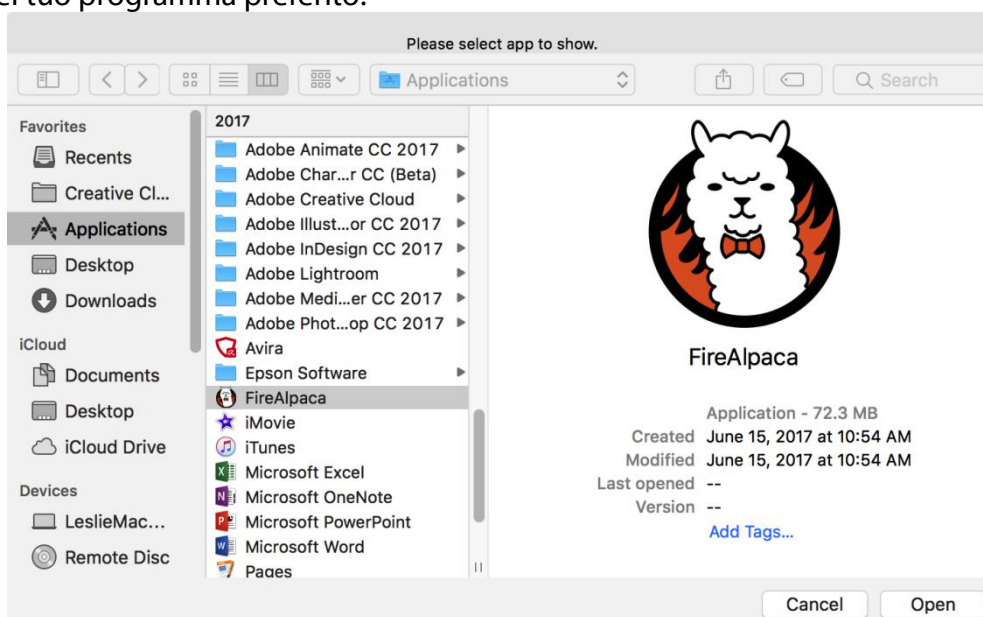 el tuo programma preferito.
Please select app to show.
Applications
Search
Favorites
Recents
Creative Cl...
Applications
Desktop
Downloads
iCloud
Documents
Desktop
iCloud Drive
Devices
LeslieMac...
Remote Disc
2017
Adobe Animate CC 2017
Adobe Char...r CC (Beta)
Adobe Creative Cloud
Adobe Illust...or CC 2017
Adobe InDesign CC 2017
Adobe Lightroom
Adobe Medi...er CC 2017
Adobe Phot...op CC 2017
Avira
Epson Software
FireAlpaca
iMovie
iTunes
Microsoft Excel
Microsoft OneNote
Microsoft PowerPoint
Microsoft Word
Pages
FireAlpaca
Application - 72.3 MB
Created June 15, 2017 at 10:54 AM
Modified June 15, 2017 at 10:54 AM
Last opened --
Version --
Add Tags...
Cancel
Open